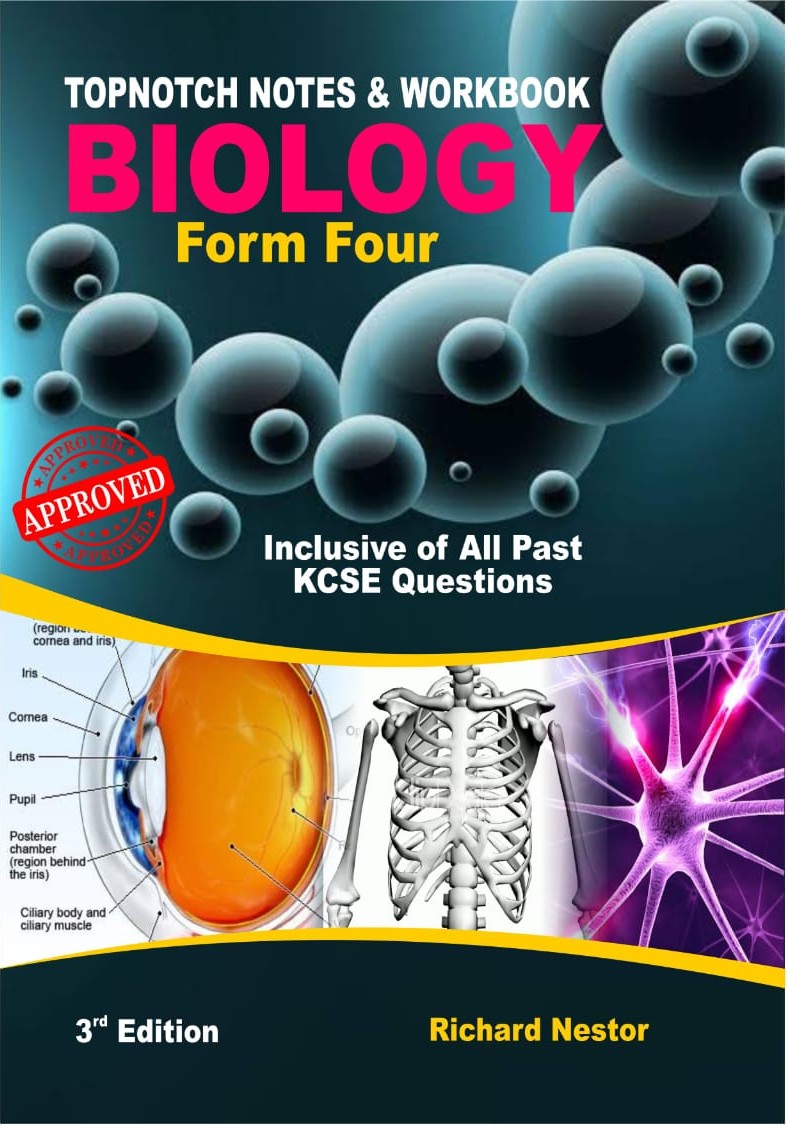 TOPNOTCH NOTES & WORKBOOK
BIOLOGY
Form Four
APPROVED
APPROVED
APPROVED
Inclusive of All Past
KCSE Questions
(region
cornea and iris)
Iris
Cornea
Lens
Pupil
Posterior
chamber
(region behind
the iris)
Ciliary body and
ciliary muscle
3rd Edition
Richard Nestor